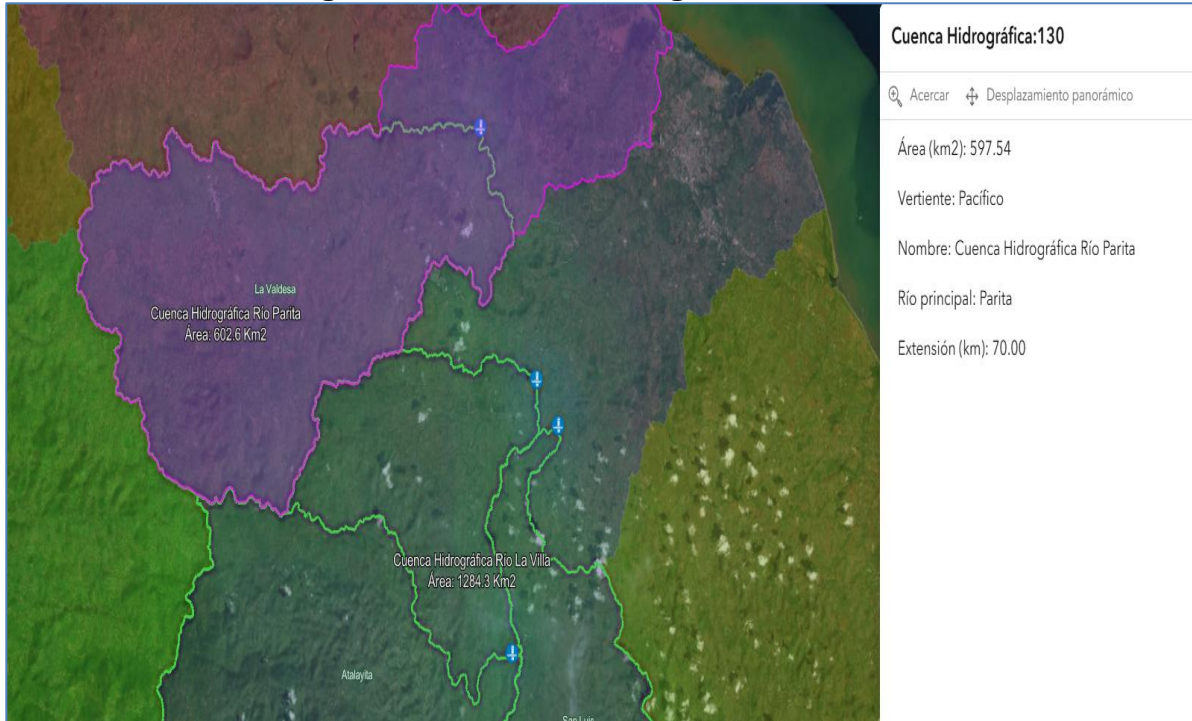 Cuenca Hidrográfica:130
Acercar Desplazamiento panorámico
Área (km2): 597.54
Vertiente: Pacífico
Nombre: Cuenca Hidrográfica Río Parita
Río principal: Parita
Extensión (km): 70.00
La Valdesa
Cuenca Hidrográfica Río Parita
Área: 602.6 Km2
Cuenca Hidrográfica Río La Villa
Área: 1284.3 Km2
Atalayita
San Luis